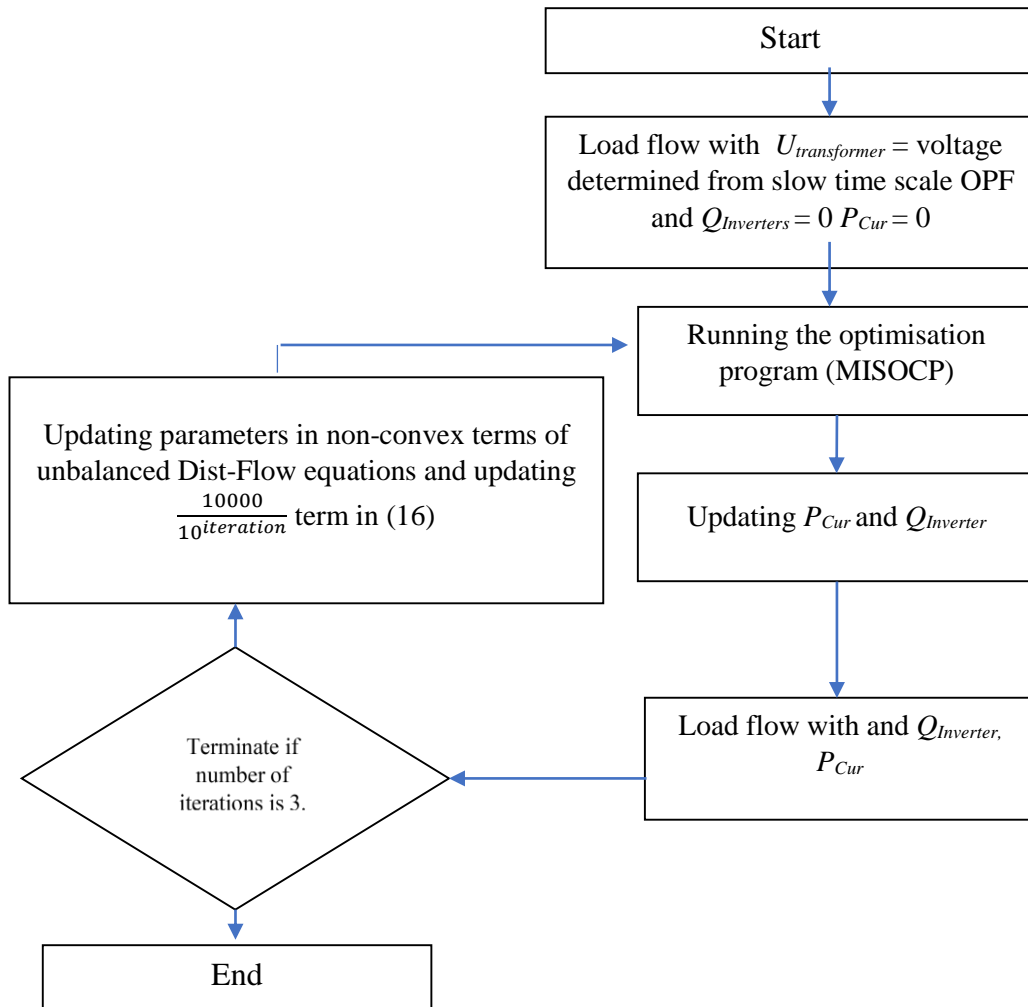 Start
Load flow with U_transformer = voltage
determined from slow time scale OPF
and Q_Inverters = 0 P_Cur = 0
Running the optimisation
program (MISOCP)
Updating P_Cur and Q_Inverter
Load flow with and Q_Inverter,
P_Cur
Terminate if
number of
iterations is 3.
Updating parameters in non-convex terms of
unbalanced Dist-Flow equations and updating
10000/10^iteration term in (16)
End